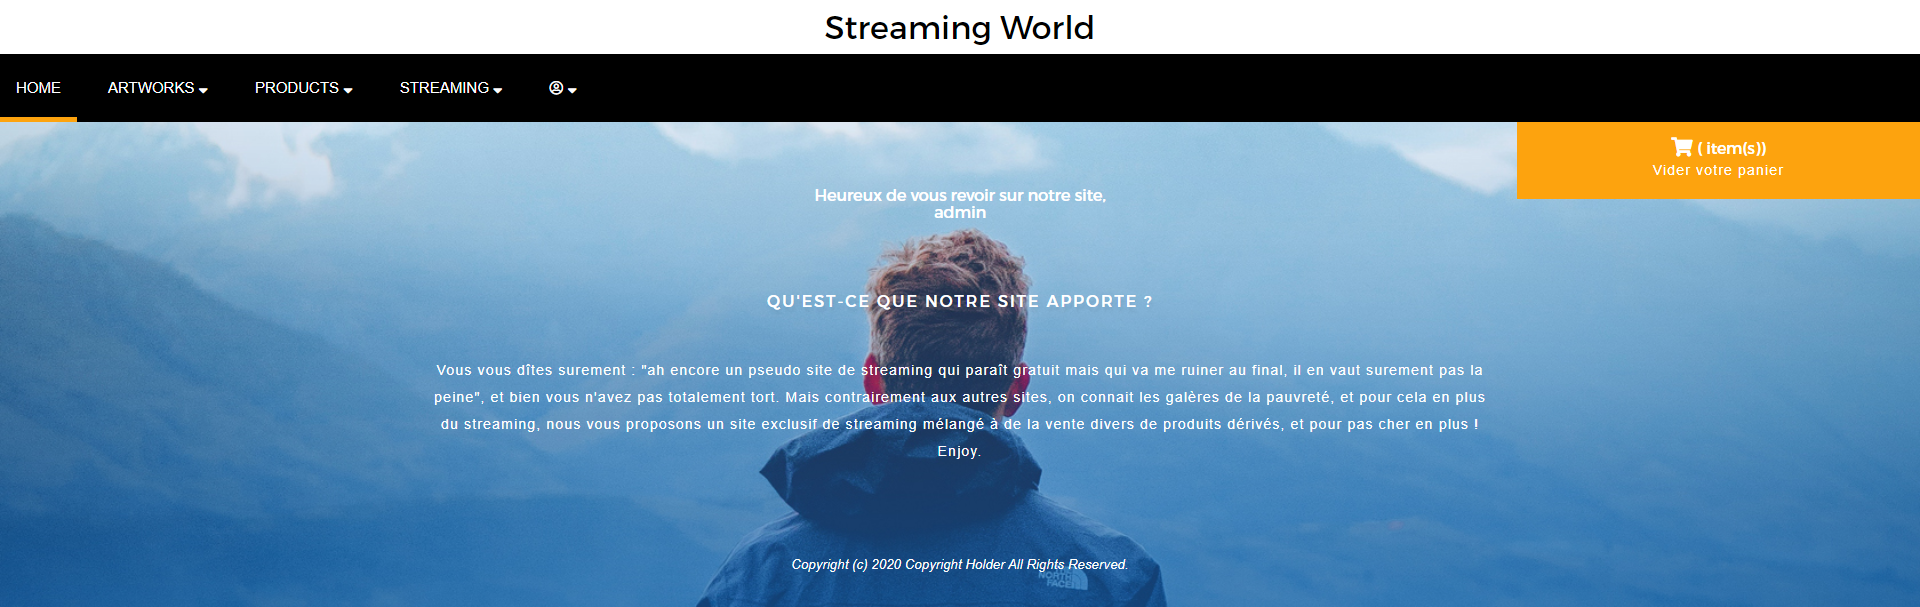 Streaming World
HOME ARTWORKS PRODUCTS STREAMING
( item(s))
Vider votre panier
Heureux de vous revoir sur notre site,
admin
QU'EST-CE QUE NOTRE SITE APPORTE ?
Vous vous dîtes surement : "ah encore un pseudo site de streaming qui paraît gratuit mais qui va me ruiner au final, il en vaut surement pas la
peine", et bien vous n'avez pas totalement tort. Mais contrairement aux autres sites, on connait les galères de la pauvreté, et pour cela en plus
du streaming, nous vous proposons un site exclusif de streaming mélangé à de la vente divers de produits dérivés, et pour pas cher en plus !
Enjoy.
Copyright (c) 2020 Copyright Holder All Rights Reserved.
NORTH
FACE